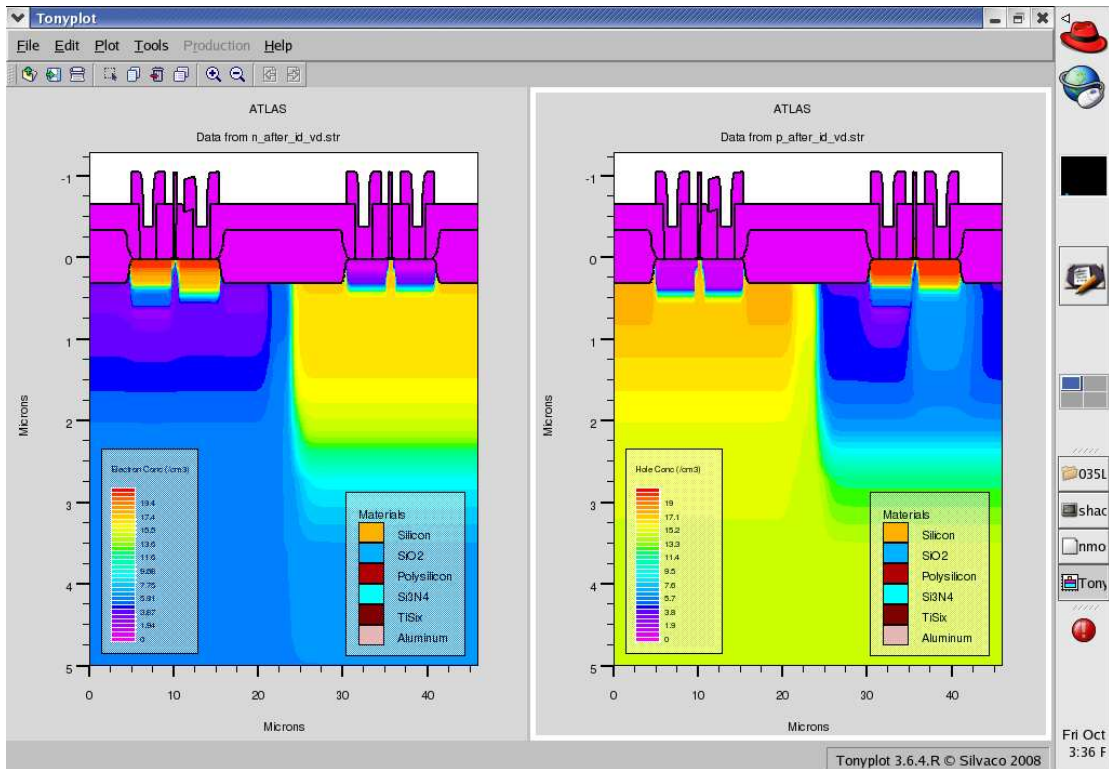 Tonyplot
File Edit Plot Tools Production Help
ATLAS
Data from n_after_id_vd.str
Microns
-1
0
1
2
3
4
5
0 10 20 30 40
Microns
Electron Conc (/cm3)
19.4
17.4
15.5
13.6
11.6
9.68
7.75
5.81
3.87
1.94
0
Materials
Silicon
SiO2
Polysilicon
Si3N4
TiSix
Aluminum
ATLAS
Data from p_after_id_vd.str
Microns
-1
0
1
2
3
4
5
0 10 20 30 40
Microns
Hole Conc (/cm3)
19
17.1
15.2
13.3
11.4
9.5
7.6
5.7
3.8
1.9
0
Materials
Silicon
SiO2
Polysilicon
Si3N4
TiSix
Aluminum
Tonyplot 3.6.4.R © Silvaco 2008
035L
shac
nmo
Tony
Fri Oct
3:36 F